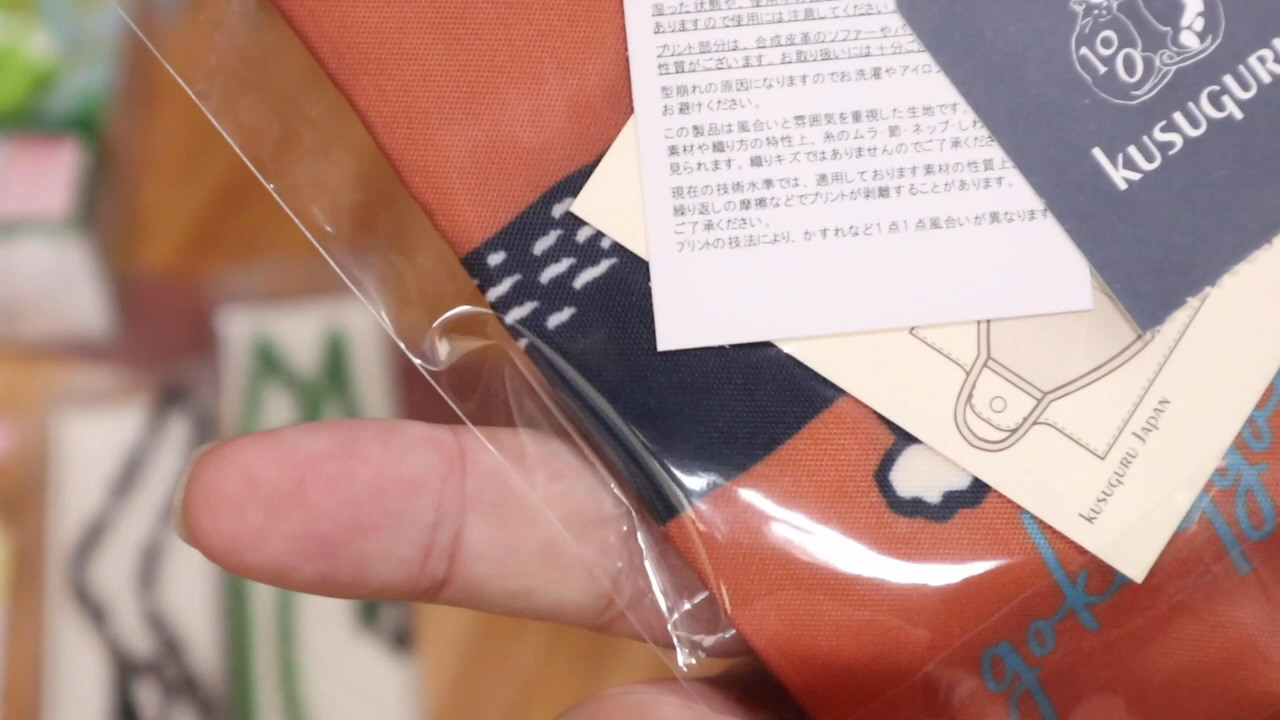 湿った状態や、使用中の
ありますので使用には注意してください。
プリント部分は、合成皮革のソファーやバ
性質がございます。お取り扱いには十分ご
型崩れの原因になりますのでお洗濯やアイロン
お避けください。
この製品は風合いと雰囲気を重視した生地です。
素材や織り方の特性上、糸のムラ・節・ネップ・しわ
見られます。織りキズではありませんのでご了承くださ
現在の技術水準では、適用しております素材の性質上、
繰り返しの摩擦などでプリントが剥離することがあります。
ご了承ください。
プリントの技法により、かすれなど1点1点風合いが異なります
100
KUSUGURU
KUSUGURU JAPAN